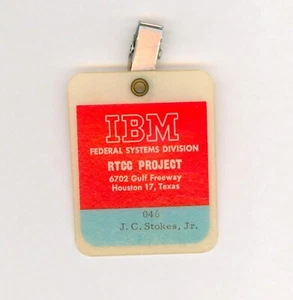 IBM
FEDERAL SYSTEMS DIVISION
RTCC PROJECT
6702 Gulf Freeway
Houston 17, Texas
046
J. C. Stokes, Jr.